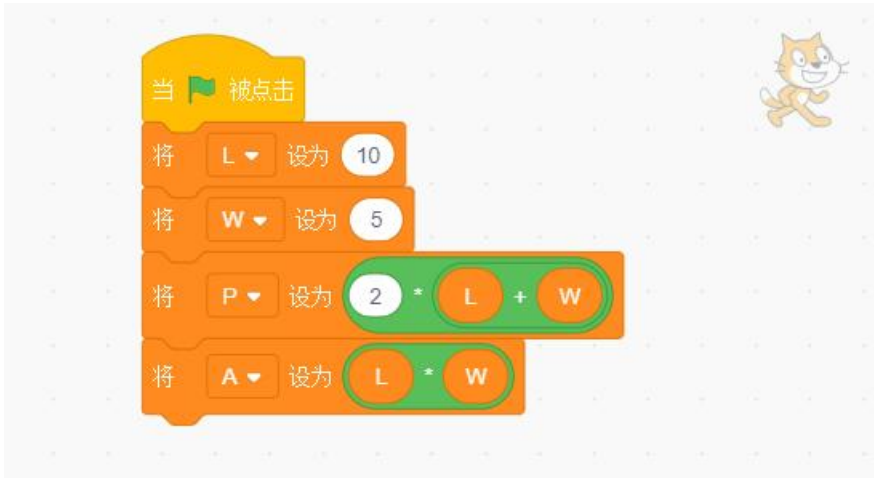 当 被点击
将 L 设为 10
将 W 设为 5
将 P 设为 2 * L + W
将 A 设为 L * W